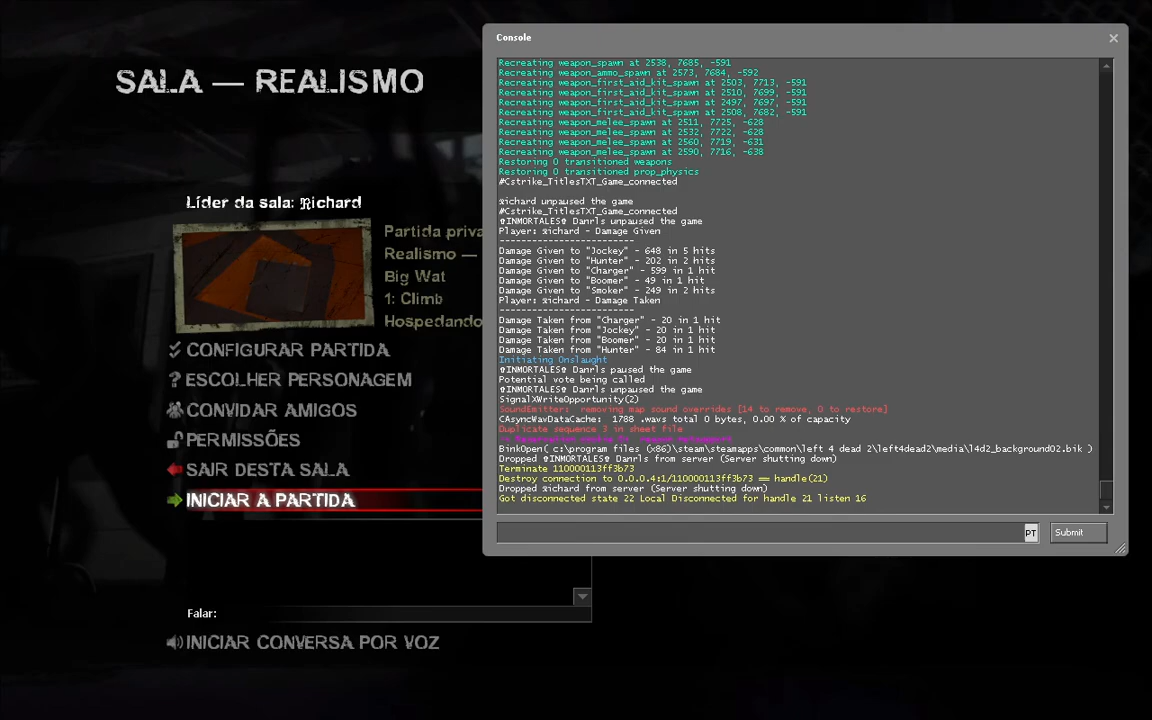 SALA — REALISMO
Líder da sala: Richard
Partida priva
Realismo —
Big Wat
1: Climb
Hospedando
CONFIGURAR PARTIDA
? ESCOLHER PERSONAGEM
CONVIDAR AMIGOS
PERMISSÕES
SAIR DESTA SALA
INICIAR A PARTIDA
Falar:
INICIAR CONVERSA POR VOZ
Console
Recreating weapon_spawn at 2538, 7685, -591
Recreating weapon_ammo_spawn at 2573, 7684, -592
Recreating weapon_first_aid_kit_spawn at 2503, 7713, -591
Recreating weapon_first_aid_kit_spawn at 2510, 7699, -591
Recreating weapon_first_aid_kit_spawn at 2497, 7697, -591
Recreating weapon_first_aid_kit_spawn at 2508, 7682, -591
Recreating weapon_melee_spawn at 2511, 7725, -628
Recreating weapon_melee_spawn at 2532, 7722, -628
Recreating weapon_melee_spawn at 2560, 7719, -631
Recreating weapon_melee_spawn at 2590, 7716, -638
Restoring 0 transitioned weapons
Restoring 0 transitioned prop_physics
#Cstrike_TitlesTXT_Game_connected
Richard unpaused the game
#Cstrike_TitlesTXT_Game_connected
✞INMORTALES✞ Danrls unpaused the game
Player: Richard - Damage Given
-------------------------
Damage Given to "Jockey" - 648 in 5 hits
Damage Given to "Hunter" - 202 in 2 hits
Damage Given to "Charger" - 599 in 1 hit
Damage Given to "Boomer" - 49 in 1 hit
Damage Given to "Smoker" - 249 in 2 hits
Player: Richard - Damage Taken
-------------------------
Damage Taken from "Charger" - 20 in 1 hit
Damage Taken from "Jockey" - 20 in 1 hit
Damage Taken from "Boomer" - 20 in 1 hit
Damage Taken from "Hunter" - 84 in 1 hit
Initiating Onslaught
✞INMORTALES✞ Danrls paused the game
Potential vote being called
✞INMORTALES✞ Danrls unpaused the game
SignalXWriteOpportunity(2)
SoundEmitter: removing map sound overrides [14 to remove, 0 to restore]
CAsyncWavDataCache: 1788 .wavs total 0 bytes, 0.00 % of capacity
Duplicate sequence 3 in sheet file
BinkOpen( c:\program files (x86)\steam\steamapps\common\left 4 dead 2\left4dead2\media\l4d2_background02.bik )
Dropped ✞INMORTALES✞ Danrls from server (Server shutting down)
Terminate 110000113ff3b73
Destroy connection to 0.0.0.4:1/110000113ff3b73 == handle(21)
Dropped Richard from server (Server shutting down)
Got disconnected state 22 Local Disconnected for handle 21 listen 16
PT
Submit